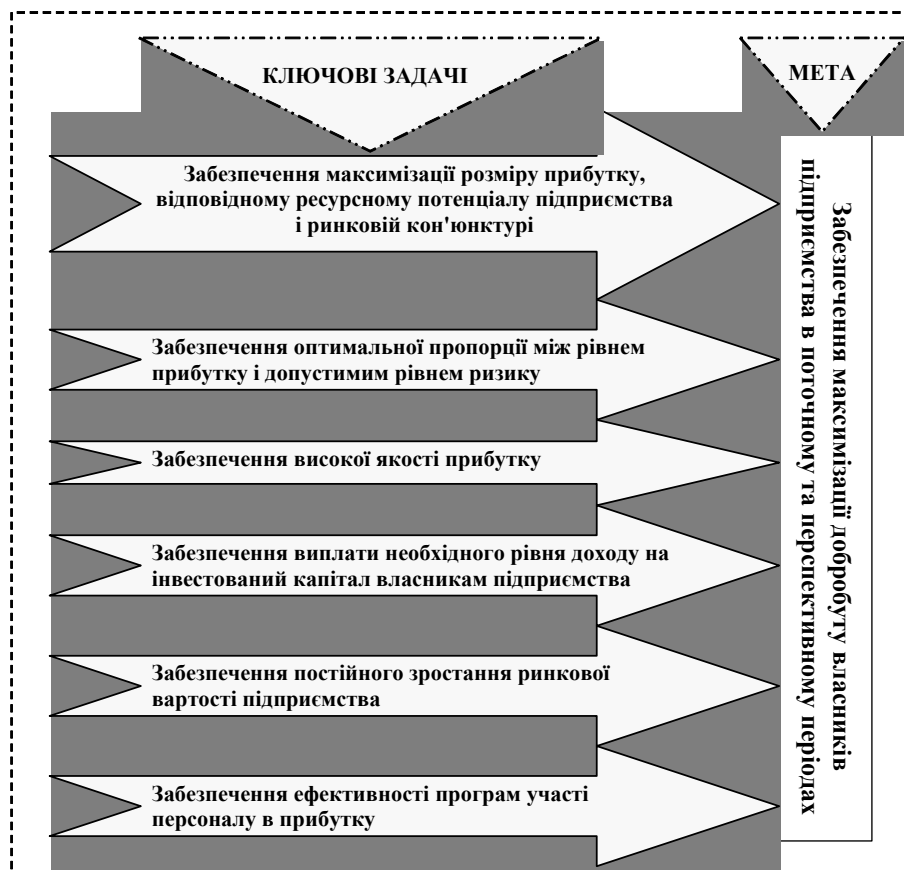 КЛЮЧОВІ ЗАДАЧІ
МЕТА
Забезпечення максимізації розміру прибутку,
відповідному ресурсному потенціалу підприємства
і ринковій кон'юнктурі
Забезпечення оптимальної пропорції між рівнем
прибутку і допустимим рівнем ризику
Забезпечення високої якості прибутку
Забезпечення виплати необхідного рівня доходу на
інвестований капітал власникам підприємства
Забезпечення постійного зростання ринкової
вартості підприємства
Забезпечення ефективності програм участі
персоналу в прибутку
Забезпечення максимізації добробуту власників
підприємства в поточному та перспективному періодах